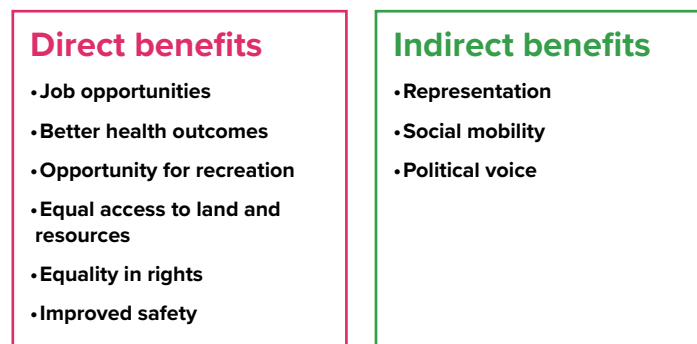 Direct benefits
•Job opportunities
•Better health outcomes
•Opportunity for recreation
•Equal access to land and
resources
•Equality in rights
•Improved safety
Indirect benefits
•Representation
•Social mobility
•Political voice